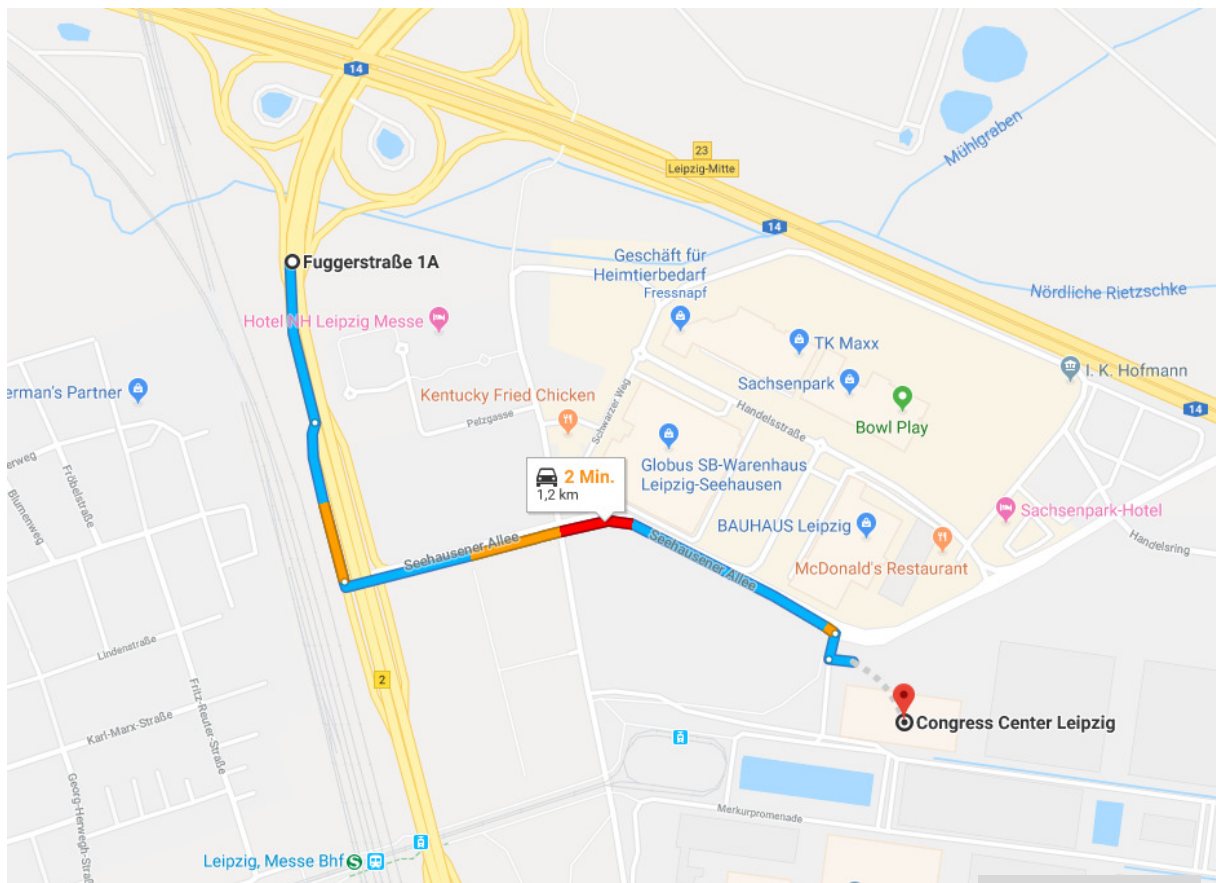 14
23
Leipzig-Mitte
Mühlgraben
14
Nördliche Rietzschke
Fuggerstraße 1A
Geschäft für
Heimtierbedarf
Fressnapf
Hotel NH Leipzig Messe
TK Maxx
I. K. Hofmann
erman's Partner
Sachsenpark
14
Kentucky Fried Chicken
Schwarzer Weg
Pelzgasse
Handelsstraße
Bowl Play
erweg
Fröbelstraße
Blumenweg
Globus SB-Warenhaus
Leipzig-Seehausen
2 Min.
1,2 km
Sachsenpark-Hotel
BAUHAUS Leipzig
Seehausener Allee
Seehausener Allee
Handelsring
McDonald's Restaurant
Lindenstraße
2
Fritz-Reuter-Straße
Karl-Marx-Straße
Congress Center Leipzig
Georg-Herwegh-Stra
Merkurpromenade
Leipzig, Messe Bhf
S